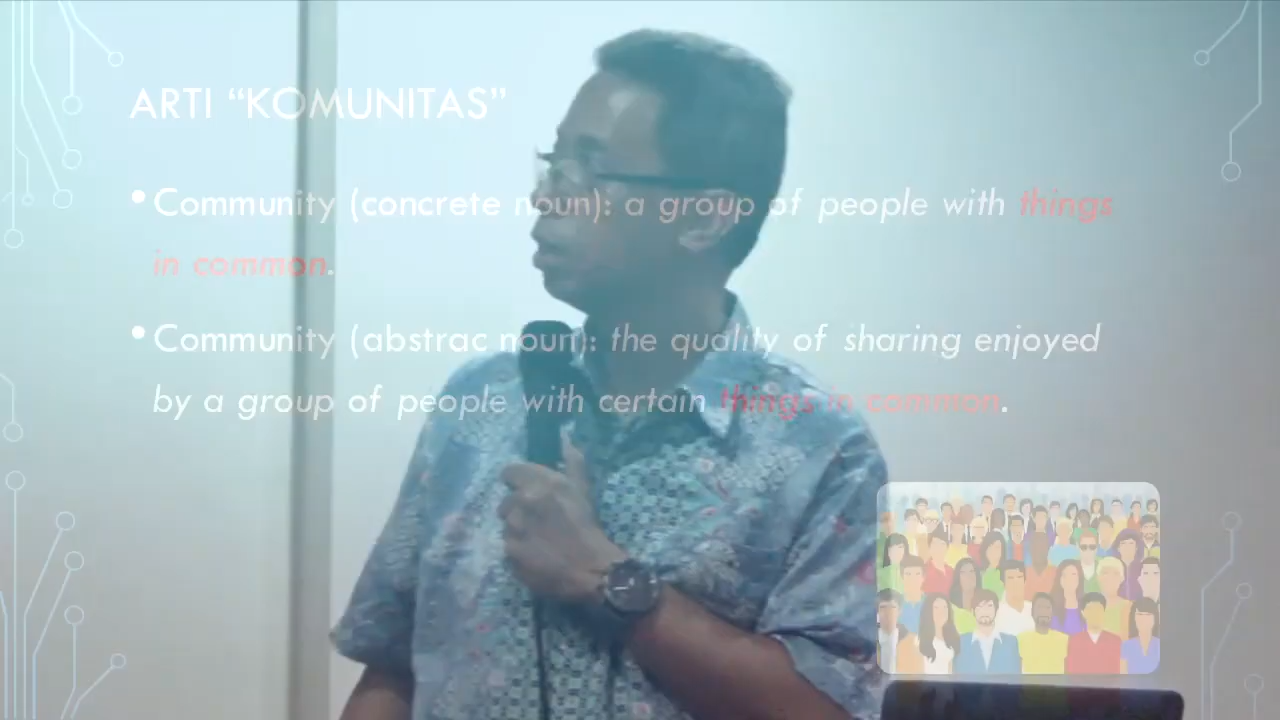 ARTI “KOMUNITAS”
• Community (concrete noun): a group of people with things
in common.
• Community (abstrac noun): the quality of sharing enjoyed
by a group of people with certain things in common.